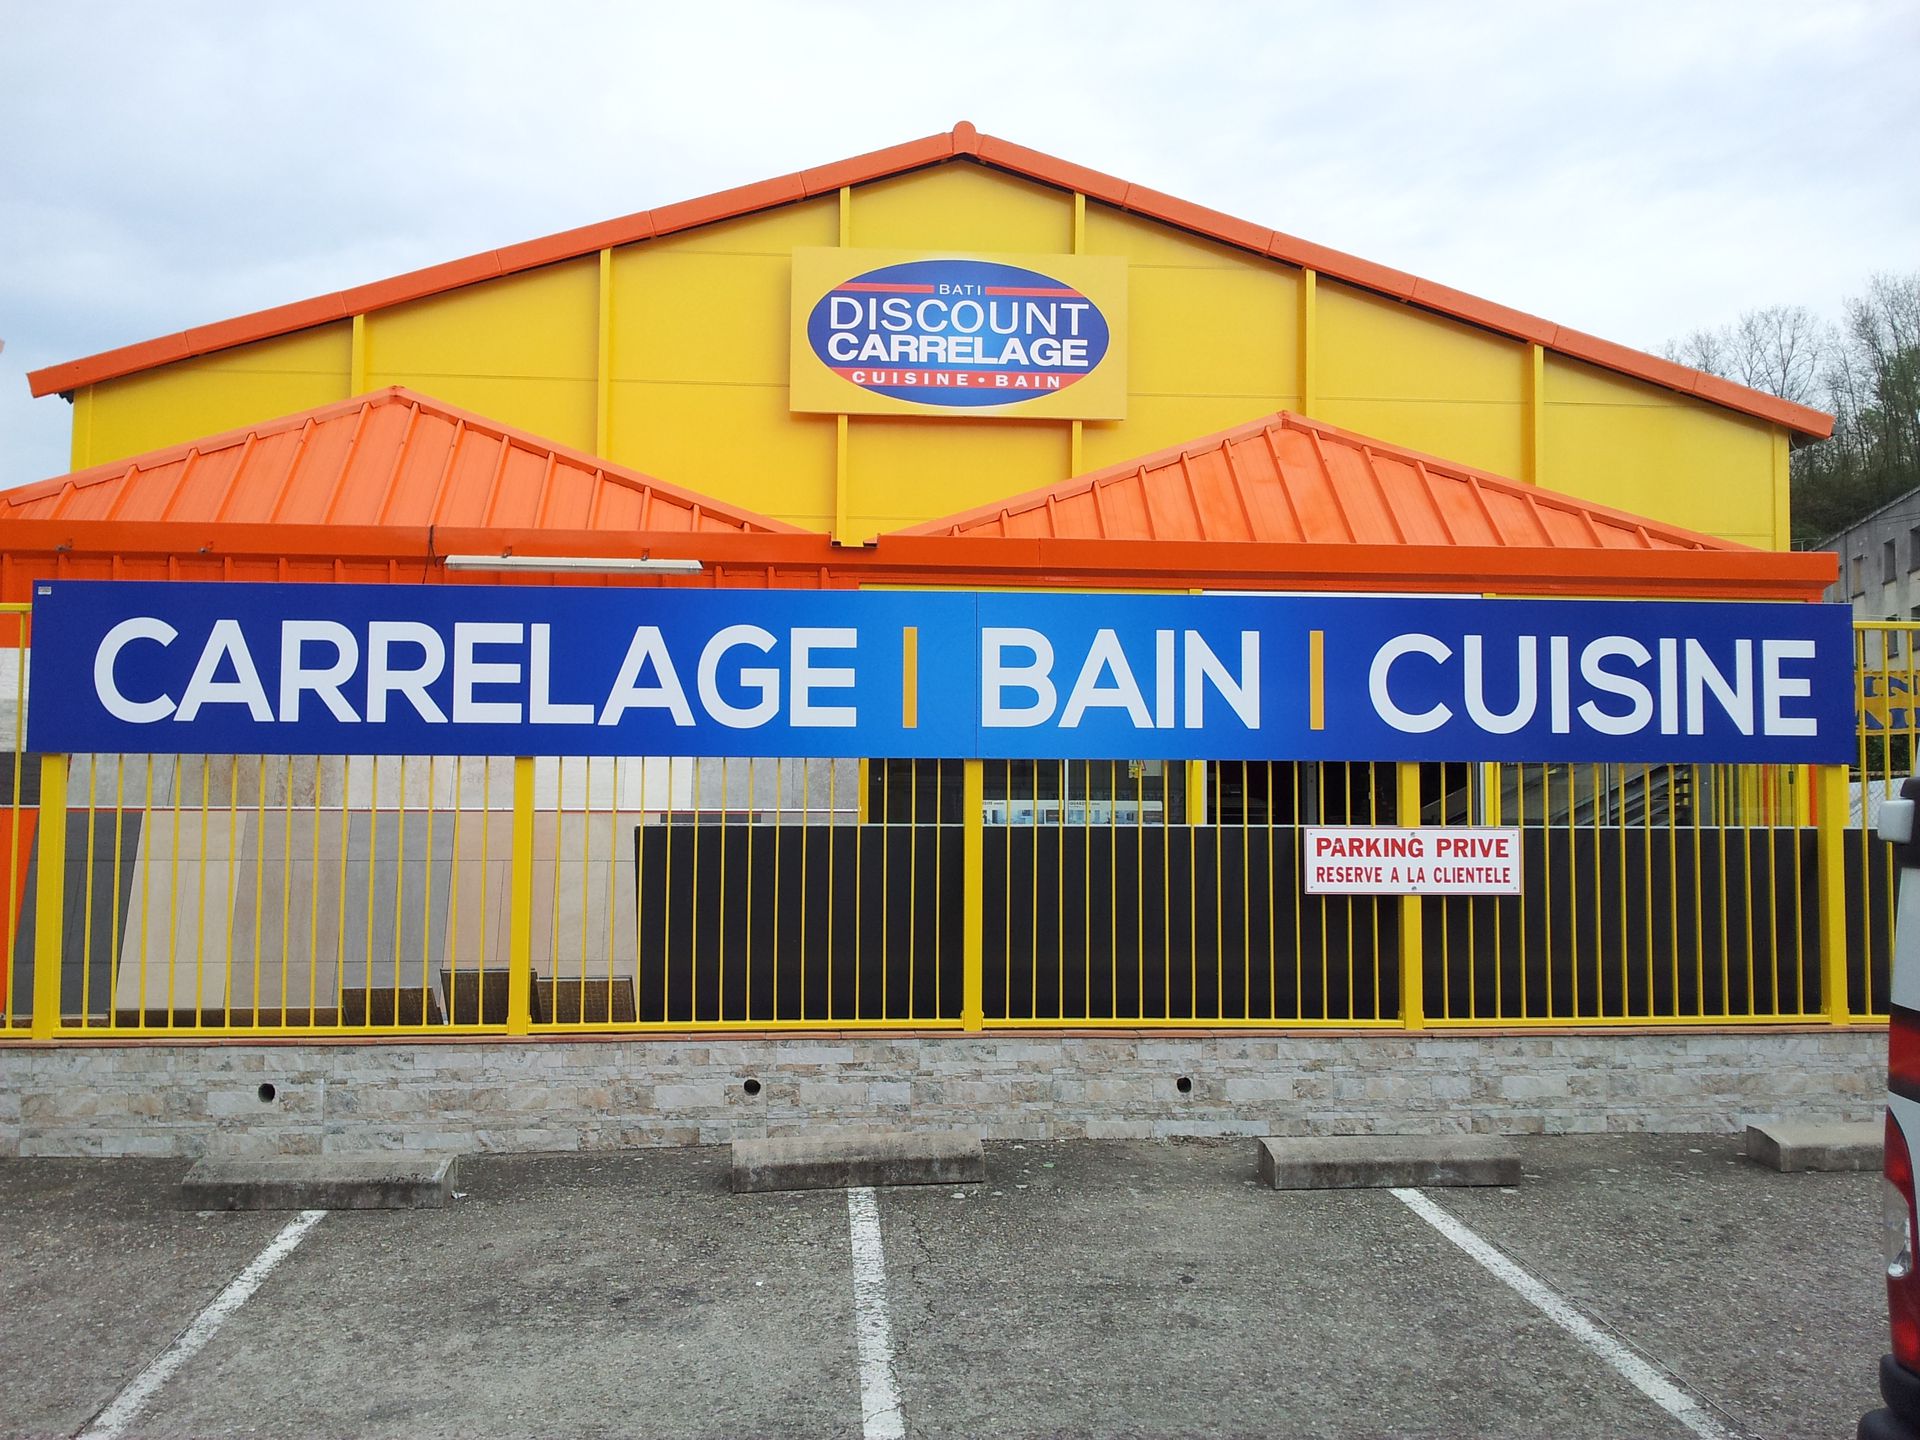 BATI
DISCOUNT
CARRELAGE
CUISINE • BAIN
CARRELAGE | BAIN | CUISINE
PARKING PRIVE
RESERVE A LA CLIENTELE